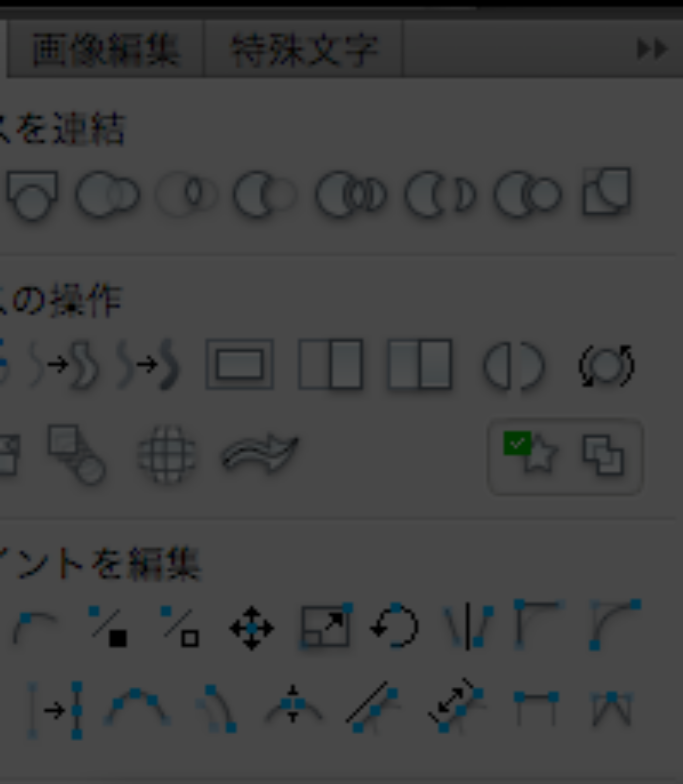 画像編集 特殊文字
スを連結
スの操作
イントを編集